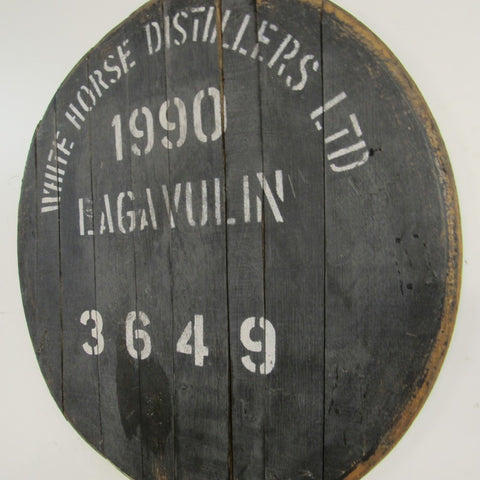 WHITE HORSE DISTILLERS LTD
1990
LAGAVULIN
3649